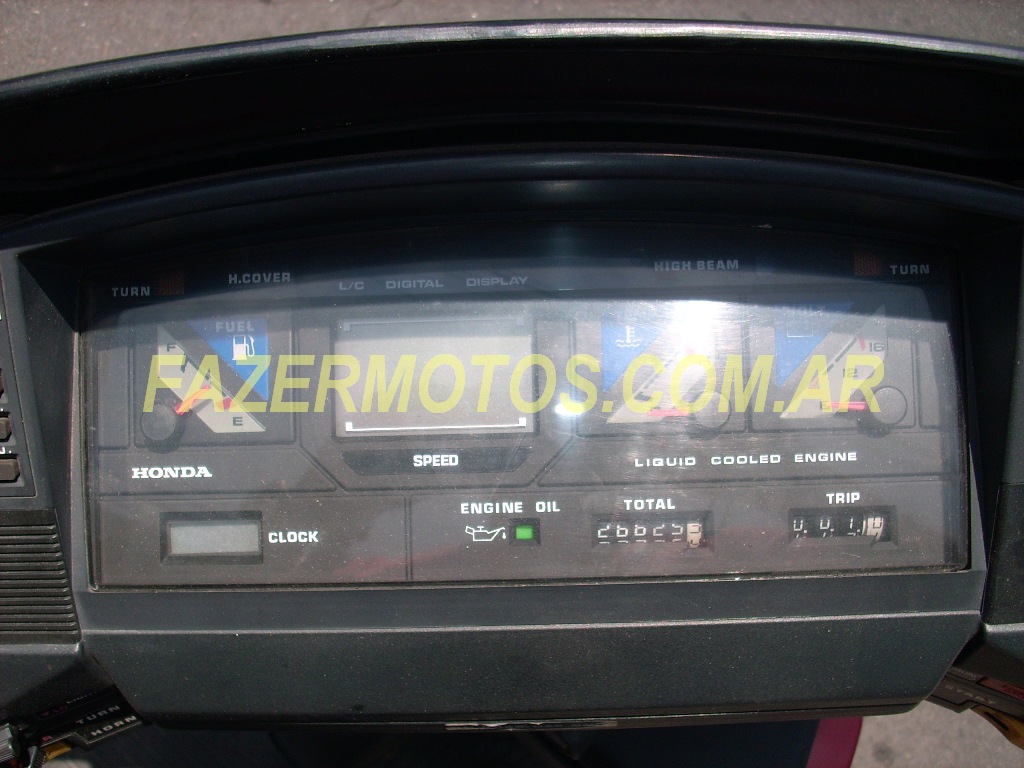 TURN H.COVER L/C DIGITAL DISPLAY HIGH BEAM TURN
FUEL
F
E
16
12
FAZERMOTOS.COM.AR
HONDA
SPEED
LIQUID COOLED ENGINE
CLOCK
ENGINE OIL
TOTAL
TRIP
TURN
HORN